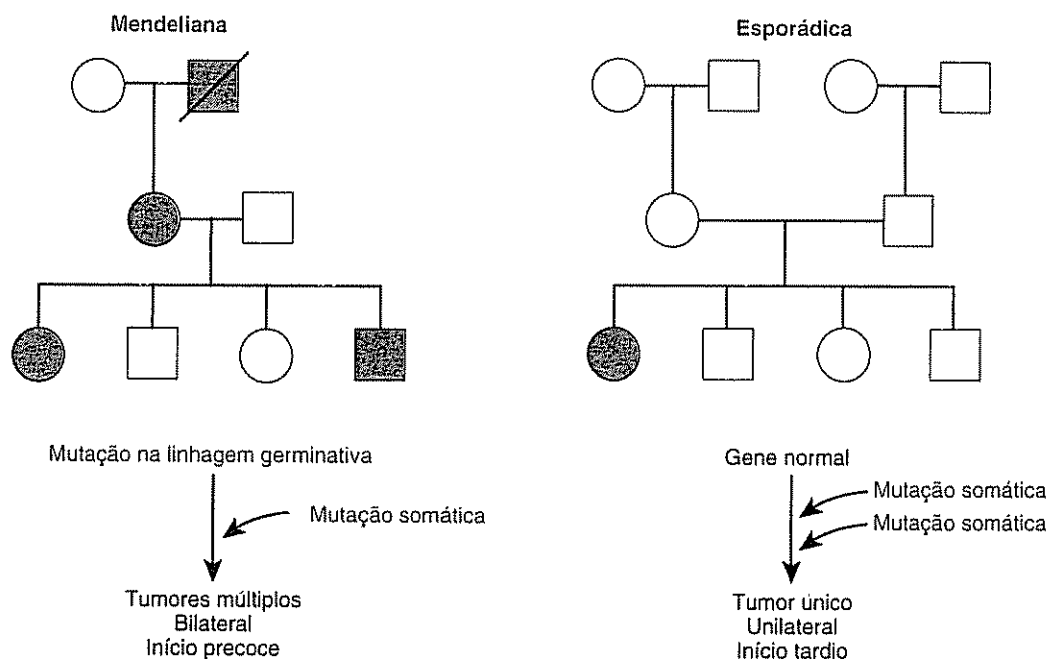 Mendeliana
Mutação na linhagem germinativa
Mutação somática
Tumores múltiplos
Bilateral
Início precoce
Esporádica
Gene normal
Mutação somática
Mutação somática
Tumor único
Unilateral
Início tardio